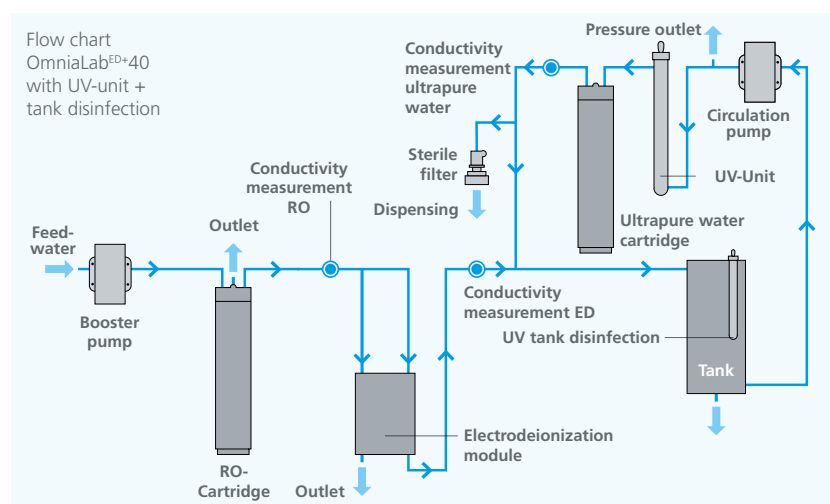 Flow chart
OmniaLabED+40
with UV-unit +
tank disinfection
Conductivity
measurement
ultrapure
water
Pressure outlet
Circulation
pump
UV-Unit
Sterile
filter
Dispensing
Ultrapure water
cartridge
Conductivity
measurement
RO
Feed-
water
Outlet
Booster
pump
Conductivity
measurement ED
UV tank disinfection
Tank
Electrodeionization
module
RO-
Cartridge
Outlet